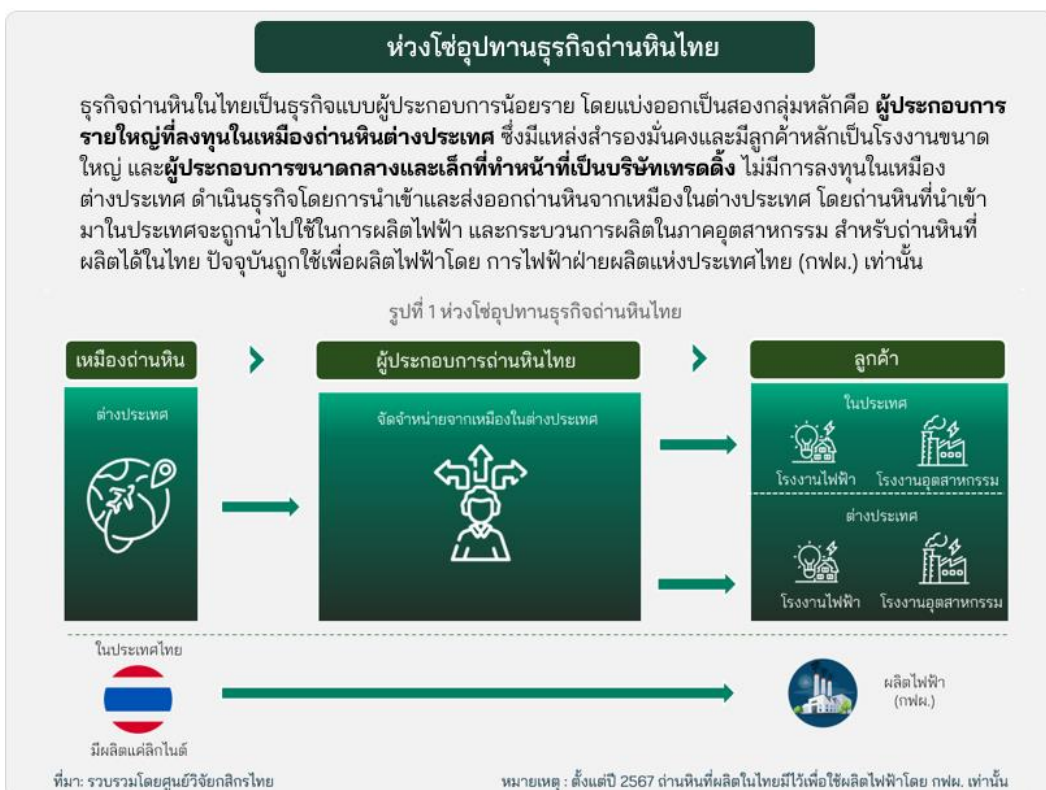 ห่วงโซ่อุปทานธุรกิจถ่านหินไทย
ธุรกิจถ่านหินในไทยเป็นธุรกิจแบบผู้ประกอบการน้อยราย โดยแบ่งออกเป็นสองกลุ่มหลักคือ ผู้ประกอบการ
รายใหญ่ที่ลงทุนในเหมืองถ่านหินต่างประเทศ ซึ่งมีแหล่งสำรองมั่นคงและมีลูกค้าหลักเป็นโรงงานขนาด
ใหญ่ และผู้ประกอบการขนาดกลางและเล็กที่ทำหน้าที่เป็นบริษัทเทรดดิ้ง ไม่มีการลงทุนในเหมือง
ต่างประเทศ ดำเนินธุรกิจโดยการนำเข้าและส่งออกถ่านหินจากเหมืองในต่างประเทศ โดยถ่านหินที่นำเข้า
มาในประเทศจะถูกนำไปใช้ในการผลิตไฟฟ้า และกระบวนการผลิตในภาคอุตสาหกรรม สำหรับถ่านหินที่
ผลิตได้ในไทย ปัจจุบันถูกใช้เพื่อผลิตไฟฟ้าโดย การไฟฟ้าฝ่ายผลิตแห่งประเทศไทย (กฟผ.) เท่านั้น
รูปที่ 1 ห่วงโซ่อุปทานธุรกิจถ่านหินไทย
เหมืองถ่านหิน
ผู้ประกอบการถ่านหินไทย
ลูกค้า
ต่างประเทศ
จัดจำหน่ายจากเหมืองในต่างประเทศ
ในประเทศ
โรงงานไฟฟ้า โรงงานอุตสาหกรรม
ต่างประเทศ
โรงงานไฟฟ้า โรงงานอุตสาหกรรม
ในประเทศไทย
มีผลิตแค่ลิกไนต์
ผลิตไฟฟ้า
(กฟผ.)
ที่มา: รวบรวมโดยศูนย์วิจัยกสิกรไทย
หมายเหตุ : ตั้งแต่ปี 2567 ถ่านหินที่ผลิตในไทยมีไว้เพื่อใช้ผลิตไฟฟ้าโดย กฟผ. เท่านั้น